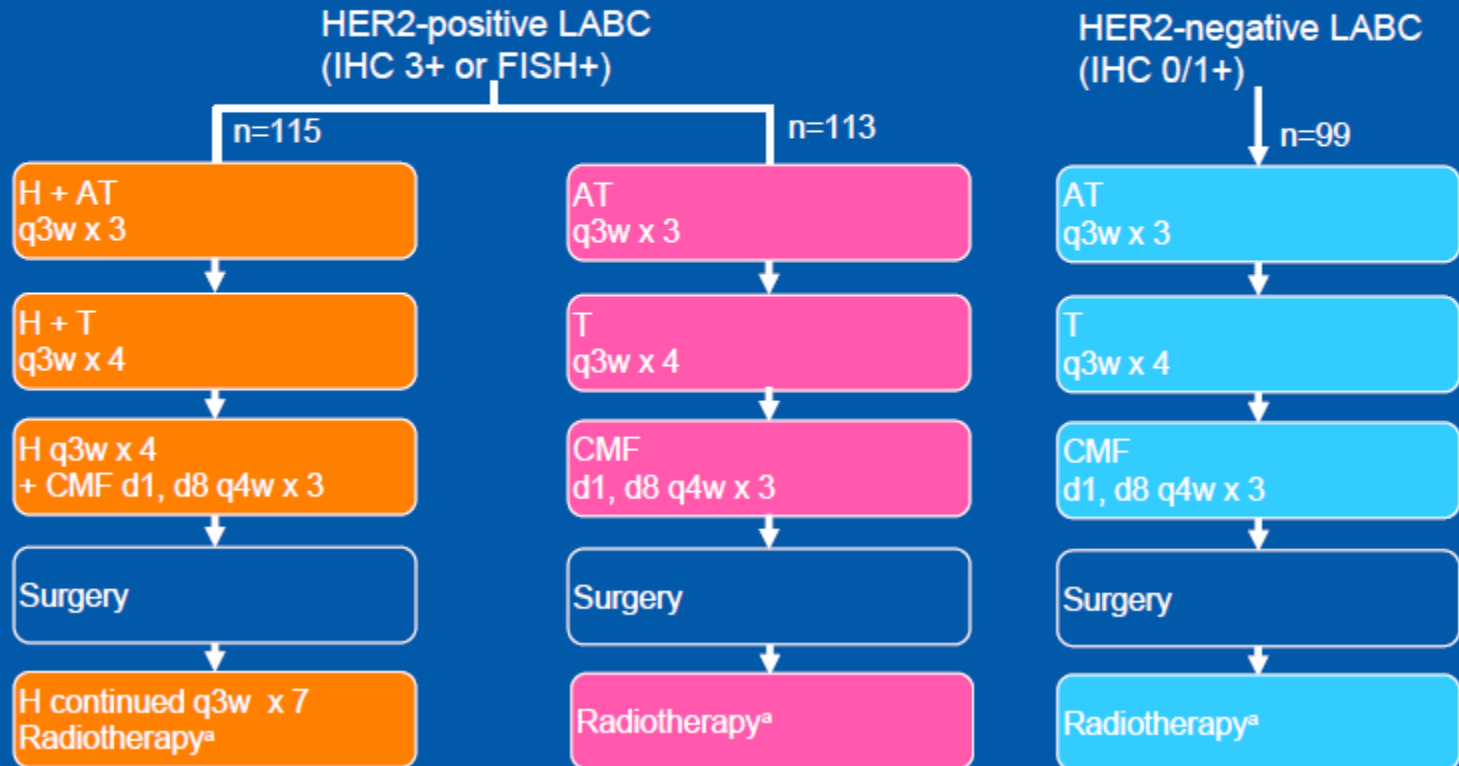 HER2-positive LABC
(IHC 3+ or FISH+)
n=115
n=113
H + AT
q3w x 3
H + T
q3w x 4
H q3w x 4
+ CMF d1, d8 q4w x 3
Surgery
H continued q3w x 7
Radiotherapyᵃ
AT
q3w x 3
T
q3w x 4
CMF
d1, d8 q4w x 3
Surgery
Radiotherapyᵃ
HER2-negative LABC
(IHC 0/1+)
n=99
AT
q3w x 3
T
q3w x 4
CMF
d1, d8 q4w x 3
Surgery
Radiotherapyᵃ